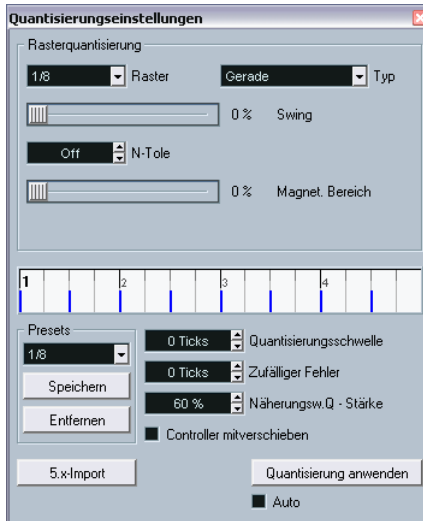 Quantisierungseinstellungen
Rasterquantisierung
1/8 Raster Gerade Typ
0 % Swing
Off N-Tole
0 % Magnet. Bereich
1 2 3 4
Presets
1/8
Speichern
Entfernen
0 Ticks Quantisierungsschwelle
0 Ticks Zufälliger Fehler
60 % Näherungsw.Q - Stärke
Controller mitverschieben
5.x-Import
Quantisierung anwenden
Auto